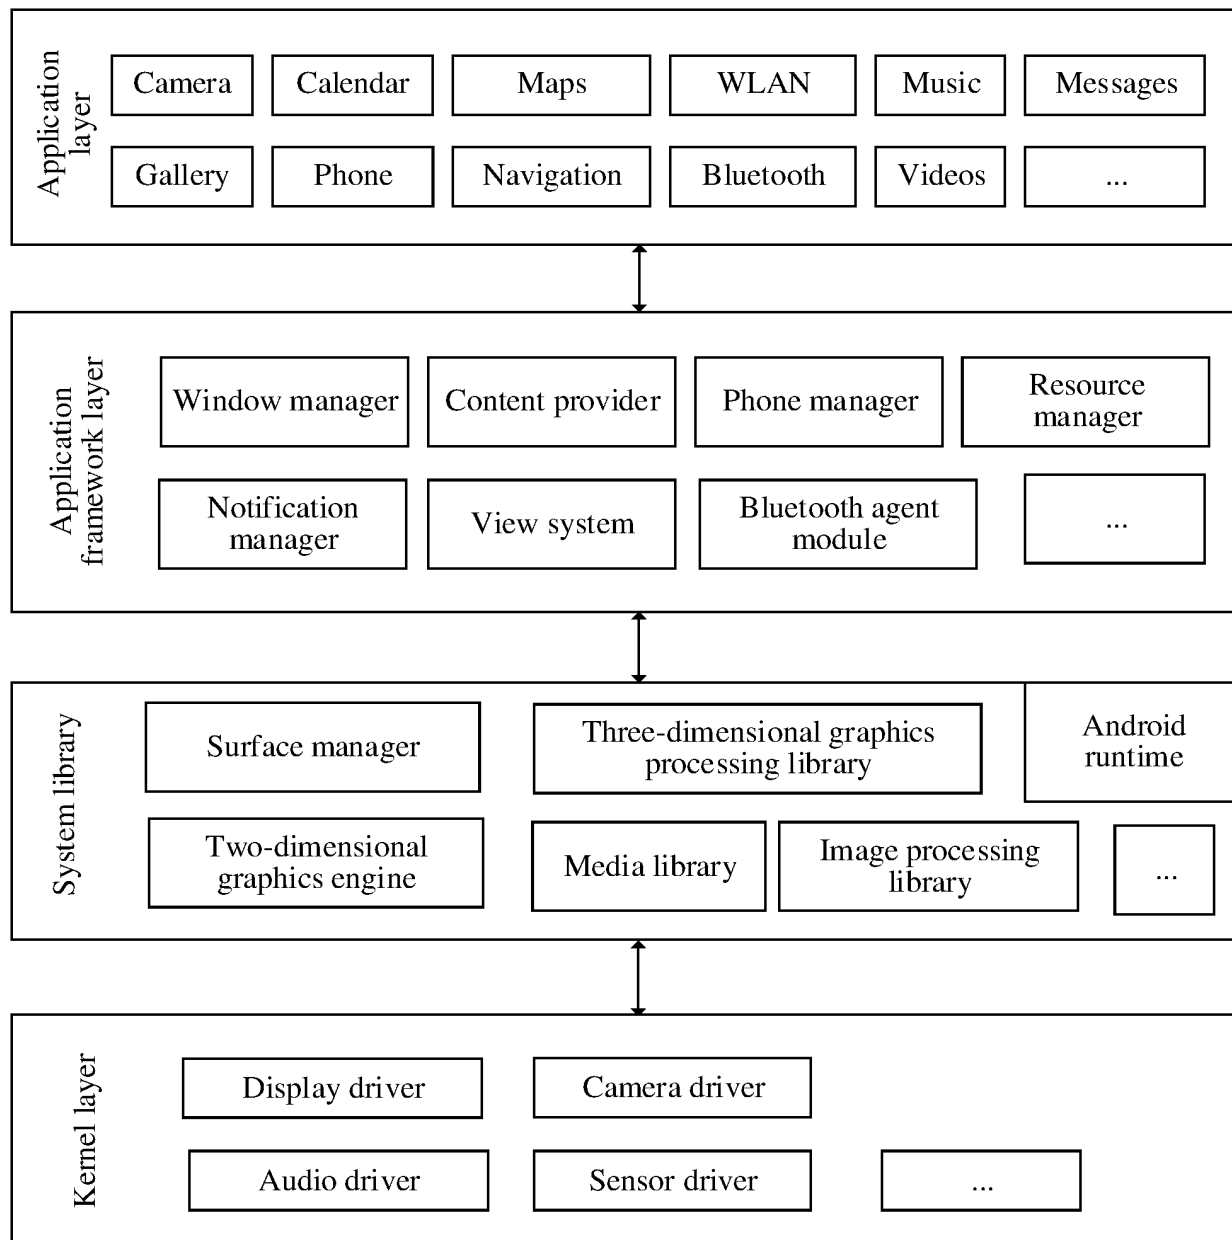 Application
layer
Camera
Calendar
Maps
WLAN
Music
Messages
Gallery
Phone
Navigation
Bluetooth
Videos
...
Application
framework layer
Window manager
Content provider
Phone manager
Resource
manager
Notification
manager
View system
Bluetooth agent
module
...
System library
Surface manager
Three-dimensional graphics
processing library
Android
runtime
Two-dimensional
graphics engine
Media library
Image processing
library
...
Kernel layer
Display driver
Camera driver
Audio driver
Sensor driver
...